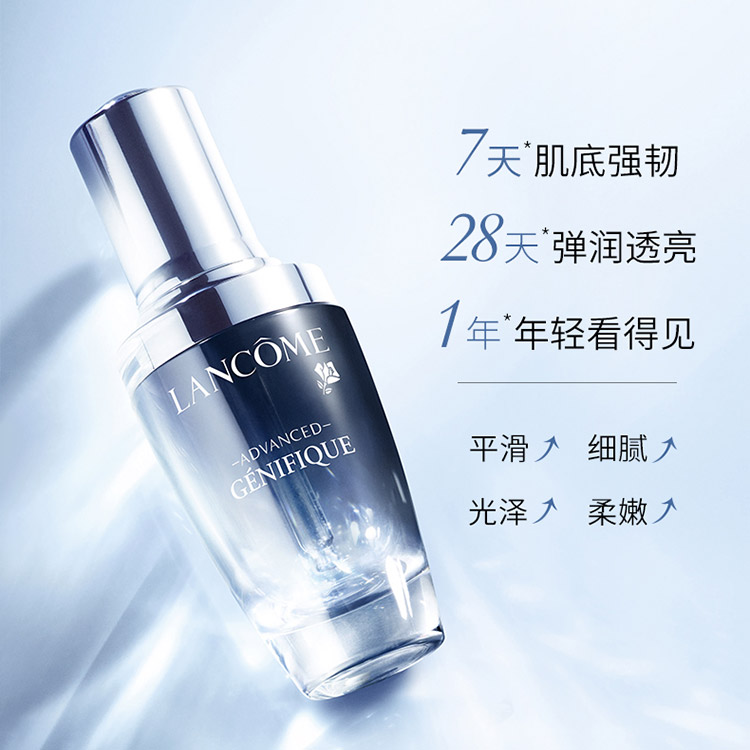 LANCÔME
-ADVANCED-
GÉNIFIQUE
7天*肌底强韧
28天*弹润透亮
1年*年轻看得见
平滑 细腻
光泽 柔嫩